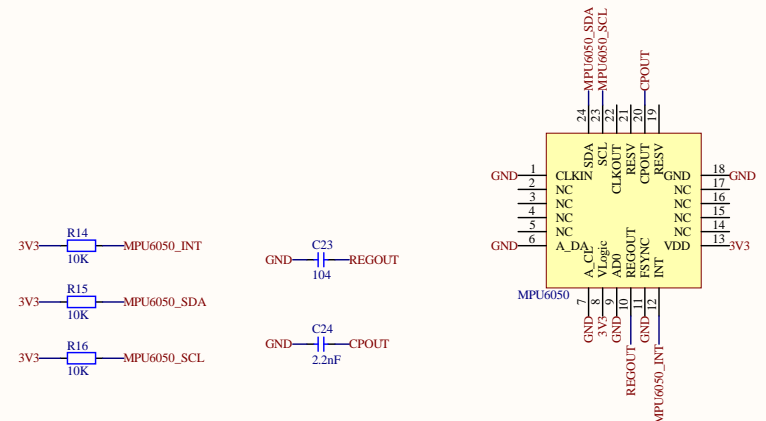 MPU6050_SDA
MPU6050_SCL
CPOUT
24
23
22
21
20
19
SDA
SCL
CLKOUT
RESV
CPOUT
RESV
GND 1 CLKIN
2 NC
3 NC
4 NC
5 NC
GND 6 A_DA
GND 18 GND
NC 17
NC 16
NC 15
NC 14
VDD 13 3V3
A_CL
VLogic
AD0
REGOUT
FSYNC
INT
MPU6050
7
8
9
10
11
12
GND
3V3
GND
REGOUT
GND
MPU6050_INT
R14
3V3 MPU6050_INT
10K
R15
3V3 MPU6050_SDA
10K
R16
3V3 MPU6050_SCL
10K
C23
GND REGOUT
104
C24
GND CPOUT
2.2nF